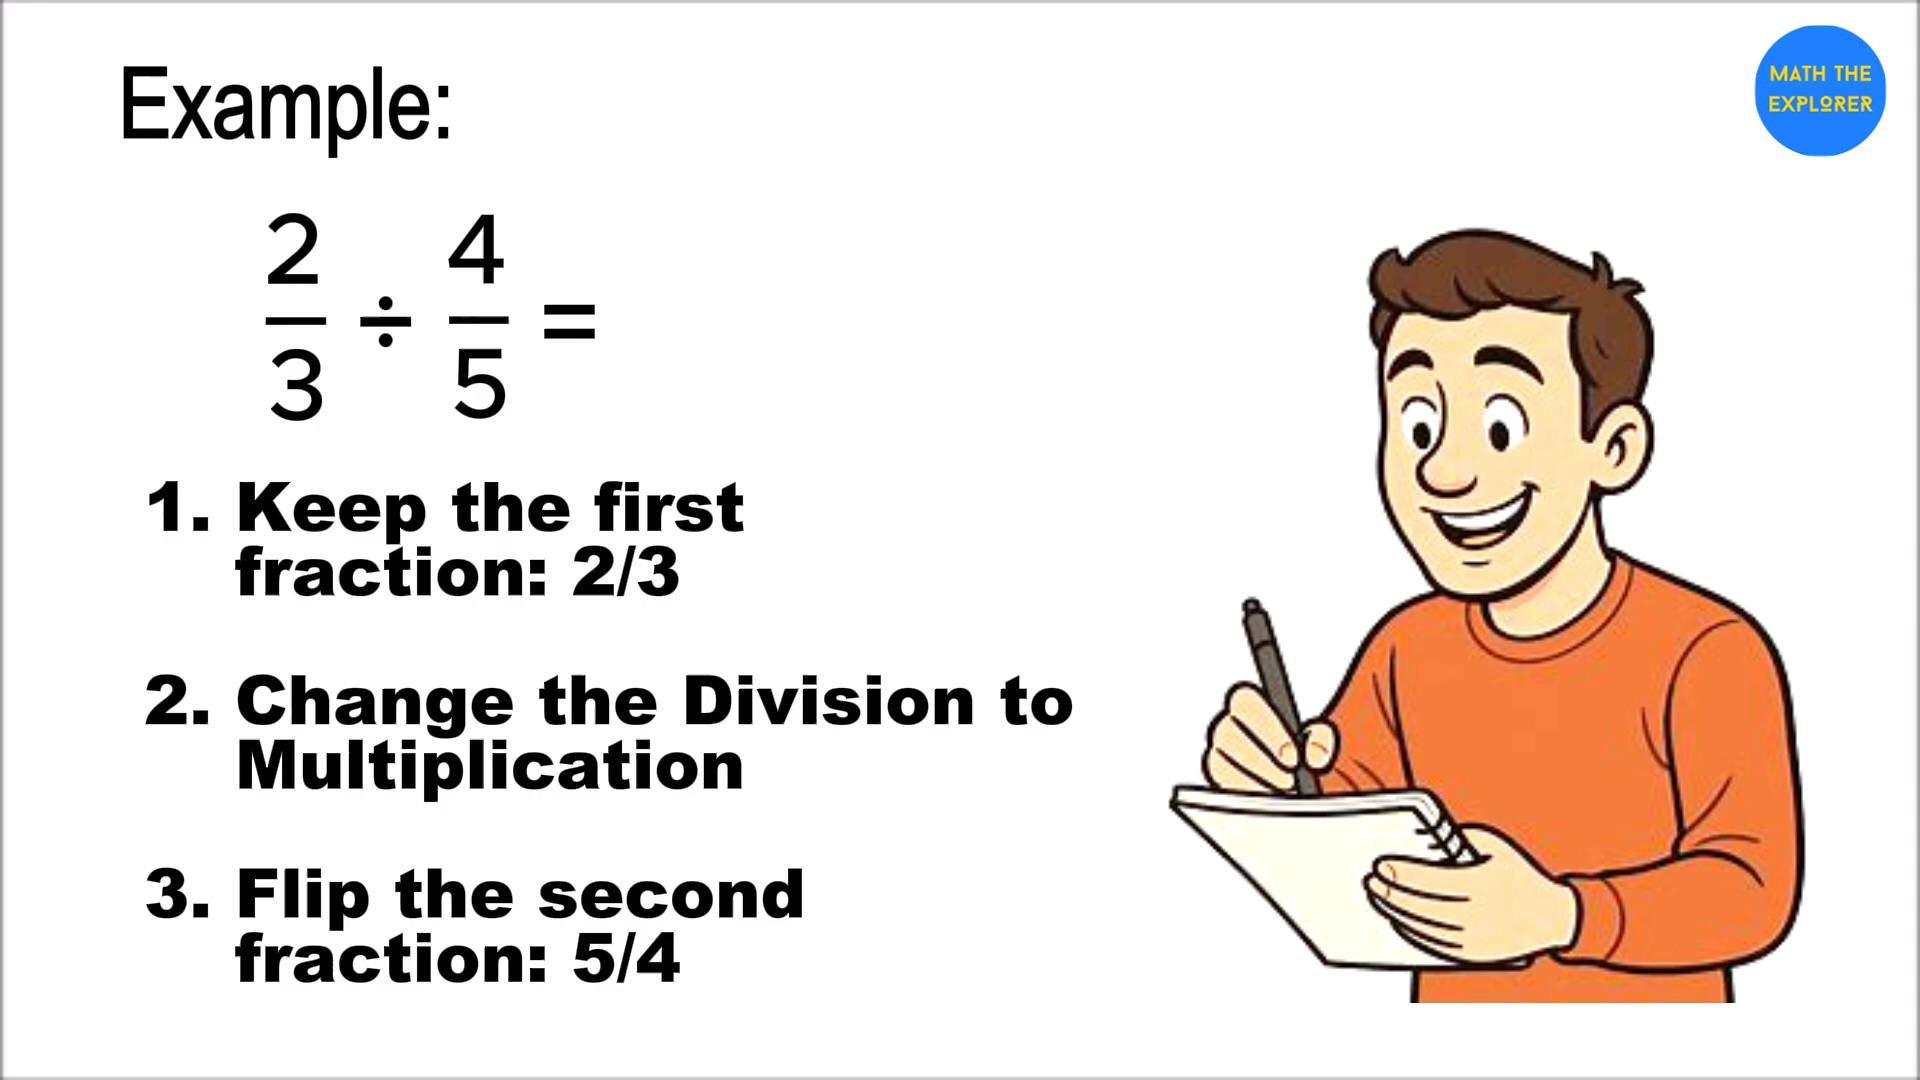 Example:
MATH THE
EXPLORER
2/3 ÷ 4/5 =
1. Keep the first
fraction: 2/3
2. Change the Division to
Multiplication
3. Flip the second
fraction: 5/4